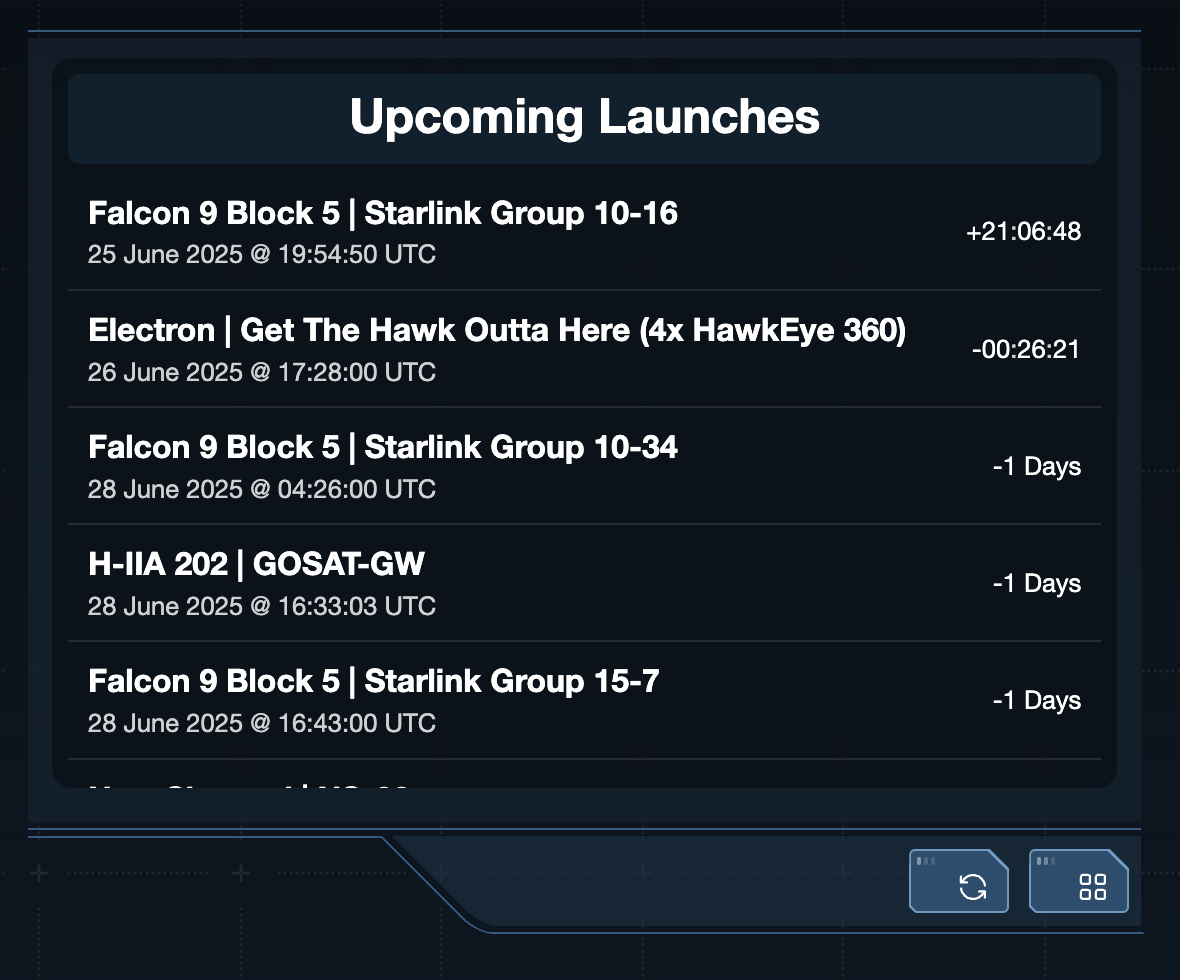 Upcoming Launches
Falcon 9 Block 5 | Starlink Group 10-16
25 June 2025 @ 19:54:50 UTC
+21:06:48
Electron | Get The Hawk Outta Here (4x HawkEye 360)
26 June 2025 @ 17:28:00 UTC
-00:26:21
Falcon 9 Block 5 | Starlink Group 10-34
28 June 2025 @ 04:26:00 UTC
-1 Days
H-IIA 202 | GOSAT-GW
28 June 2025 @ 16:33:03 UTC
-1 Days
Falcon 9 Block 5 | Starlink Group 15-7
28 June 2025 @ 16:43:00 UTC
-1 Days